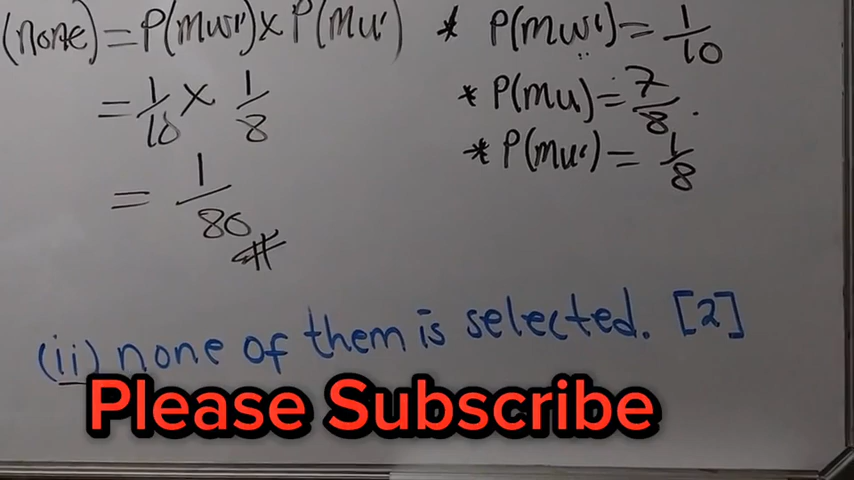 (none) = P(mw') × P(mu')
= 1/10 × 1/8
= 1/80
* P(mw') = 1/10
* P(mu) = 7/8.
* P(mu') = 1/8
(ii) none of them is selected. [2]
Please Subscribe